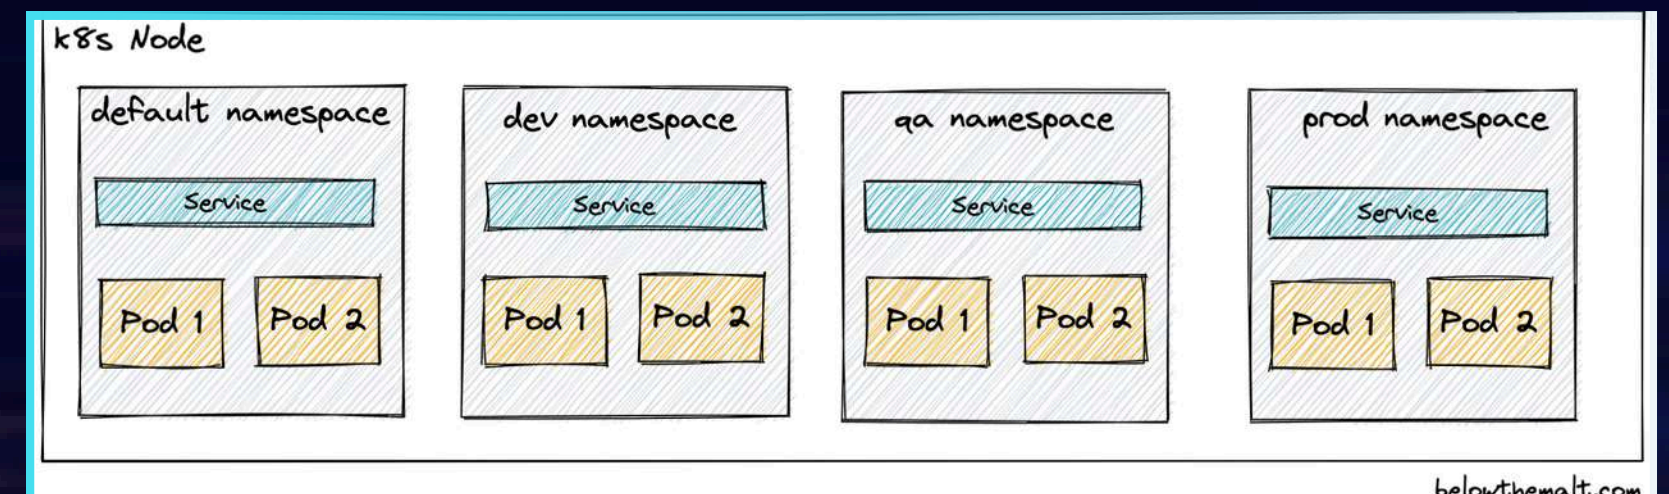 k8s Node
default namespace
dev namespace
qa namespace
prod namespace
Service
Service
Service
Service
Pod 1
Pod 2
Pod 1
Pod 2
Pod 1
Pod 2
Pod 1
Pod 2
belowthemalt.com